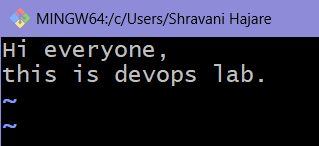 MINGW64:/c/Users/Shravani Hajare
Hi everyone,
this is devops lab.
~
~